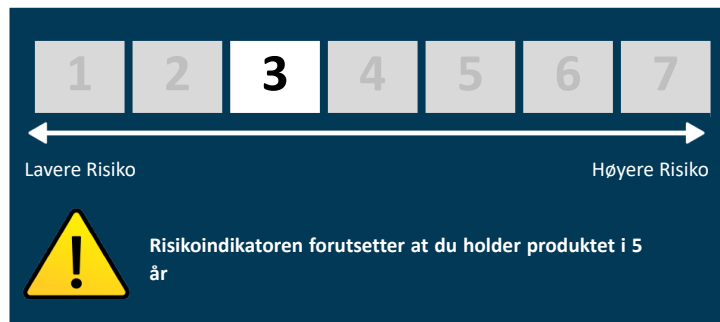 1 2 3 4 5 6 7
Lavere Risiko Høyere Risiko
Risikoindikatoren forutsetter at du holder produktet i 5
år